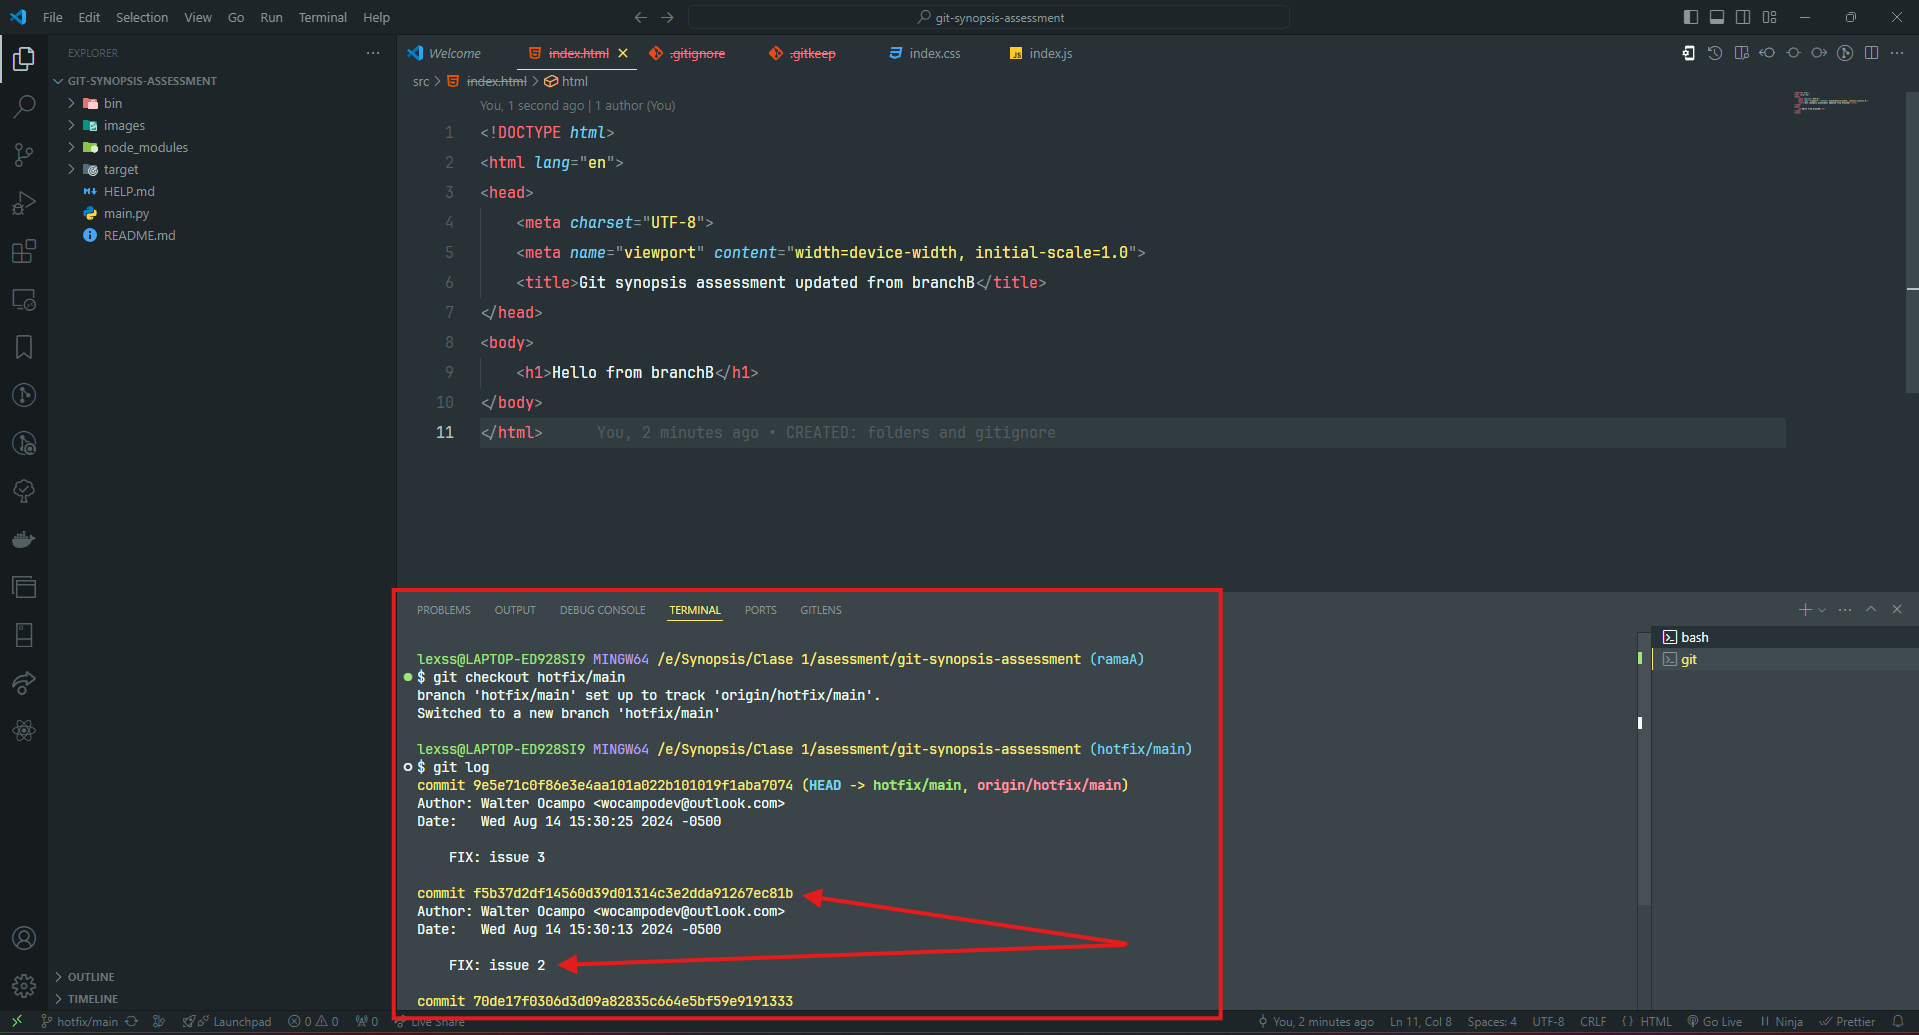 File Edit Selection View Go Run Terminal Help
git-synopsis-assessment
EXPLORER
GIT-SYNOPSIS-ASSESSMENT
bin
images
node_modules
target
HELP.md
main.py
README.md
OUTLINE
TIMELINE
Welcome index.html .gitignore .gitkeep index.css index.js
src > index.html > html
You, 1 second ago | 1 author (You)
1 <!DOCTYPE html>
2 <html lang="en">
3 <head>
4 <meta charset="UTF-8">
5 <meta name="viewport" content="width=device-width, initial-scale=1.0">
6 <title>Git synopsis assessment updated from branchB</title>
7 </head>
8 <body>
9 <h1>Hello from branchB</h1>
10 </body>
11 </html> You, 2 minutes ago • CREATED: folders and gitignore
PROBLEMS OUTPUT DEBUG CONSOLE TERMINAL PORTS GITLENS
lexss@LAPTOP-ED928SI9 MINGW64 /e/Synopsis/Clase 1/asessment/git-synopsis-assessment (ramaA)
$ git checkout hotfix/main
branch 'hotfix/main' set up to track 'origin/hotfix/main'.
Switched to a new branch 'hotfix/main'
lexss@LAPTOP-ED928SI9 MINGW64 /e/Synopsis/Clase 1/asessment/git-synopsis-assessment (hotfix/main)
$ git log
commit 9e5e71c0f86e3e4aa101a022b101019f1aba7074 (HEAD -> hotfix/main, origin/hotfix/main)
Author: Walter Ocampo <wocampodev@outlook.com>
Date: Wed Aug 14 15:30:25 2024 -0500
FIX: issue 3
commit f5b37d2df14560d39d01314c3e2dda91267ec81b
Author: Walter Ocampo <wocampodev@outlook.com>
Date: Wed Aug 14 15:30:13 2024 -0500
FIX: issue 2
commit 70de17f0306d3d09a82835c664e5bf59e9191333
bash
git
hotfix/main Launchpad 0 0 0 Live Share You, 2 minutes ago Ln 11, Col 8 Spaces: 4 UTF-8 CRLF HTML Go Live Ninja Prettier